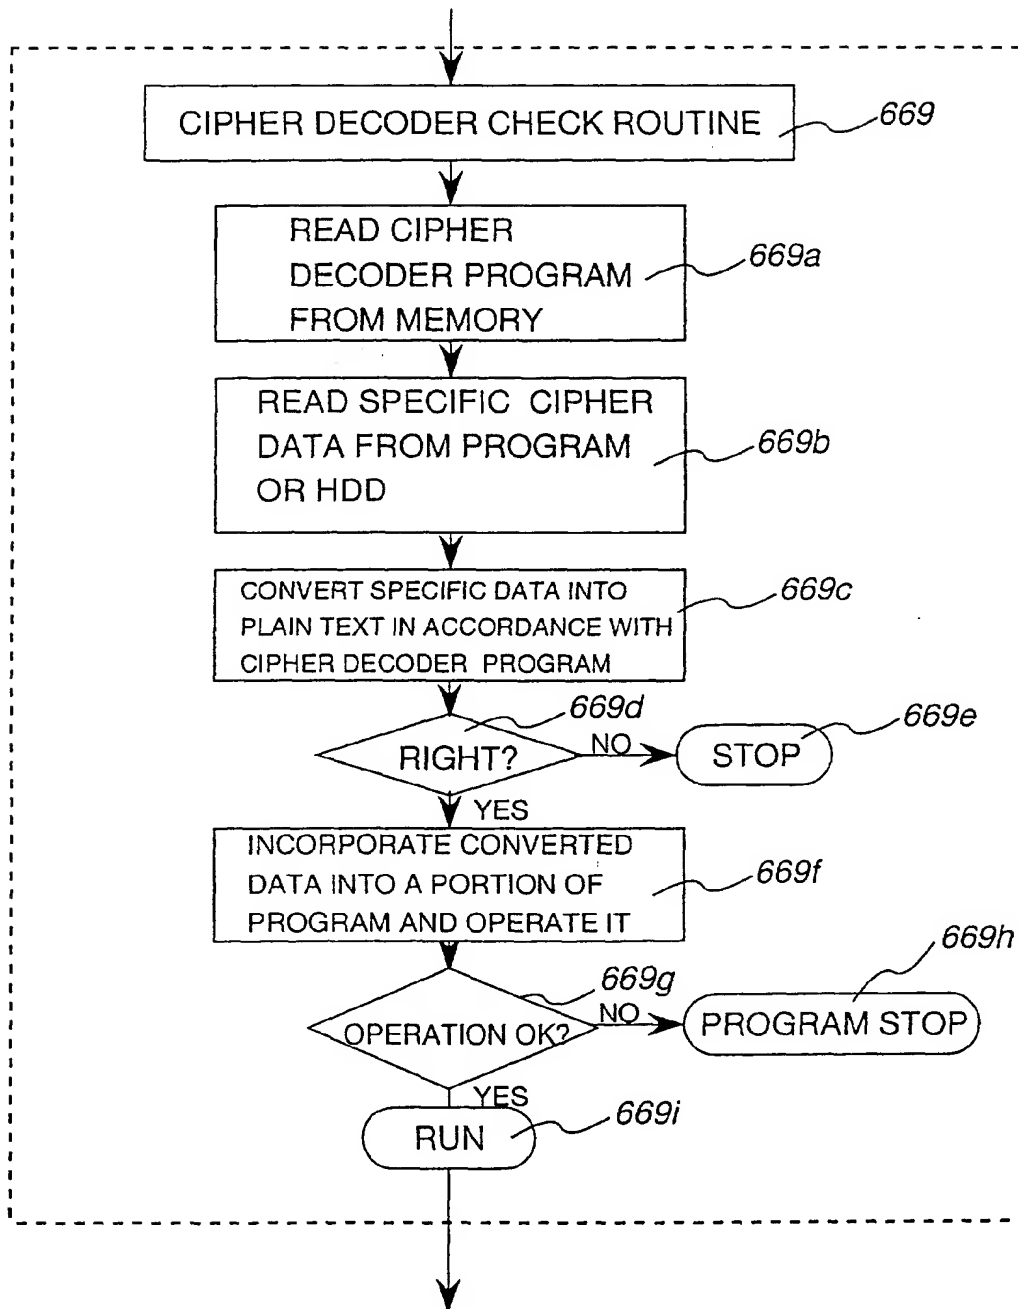 CIPHER DECODER CHECK ROUTINE
669
READ CIPHER
DECODER PROGRAM
FROM MEMORY
669a
READ SPECIFIC CIPHER
DATA FROM PROGRAM
OR HDD
669b
CONVERT SPECIFIC DATA INTO
PLAIN TEXT IN ACCORDANCE WITH
CIPHER DECODER PROGRAM
669c
669d
RIGHT?
NO
STOP
669e
YES
INCORPORATE CONVERTED
DATA INTO A PORTION OF
PROGRAM AND OPERATE IT
669f
669g
OPERATION OK?
NO
PROGRAM STOP
669h
YES
RUN
669i